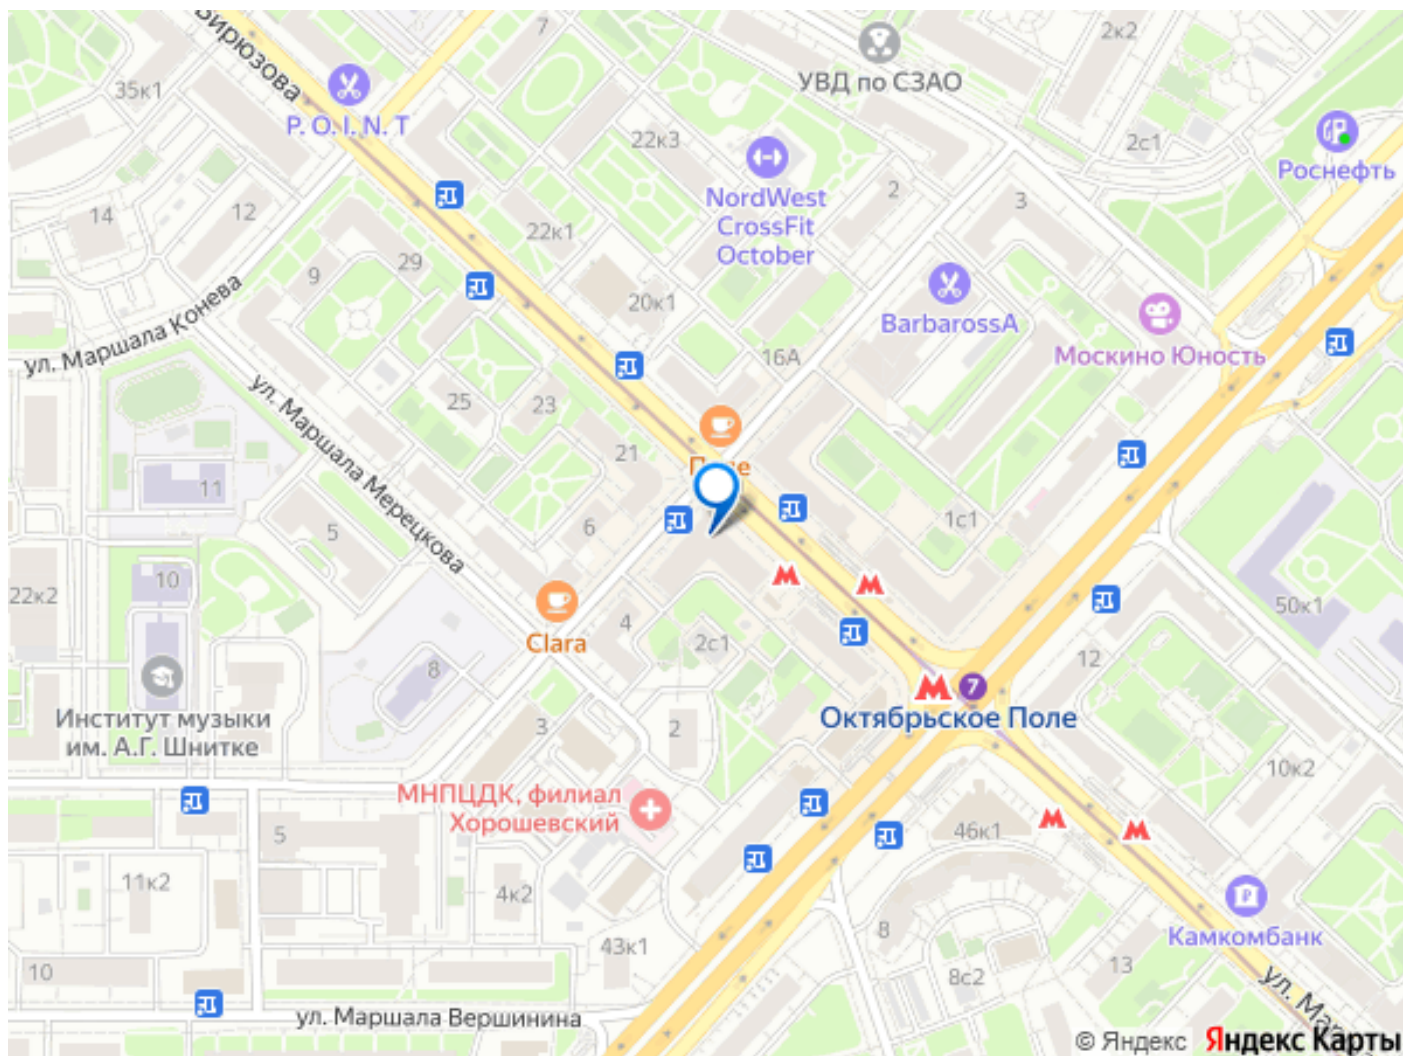 Бирюзова
7
2к2
УВД по СЗАО
35к1
P. O. I. N. T
22к3
2с1
Роснефть
NordWest
CrossFit
October
2
3
14
12
22к1
29
9
20к1
BarbarossA
Москино Юность
ул. Маршала Конева
16А
ул. Маршала Мерецкова
25
23
21
11
5
6
1с1
22к2
10
Clara
4
2с1
50к1
12
8
7
Октябрьское Поле
Институт музыки
им. А.Г. Шнитке
3
2
10к2
МНПЦДК, филиал
Хорошевский
5
46к1
11к2
4к2
8
Камкомбанк
43к1
13
10
8с2
ул. Мар
ул. Маршала Вершинина
© Яндекс Яндекс Карты